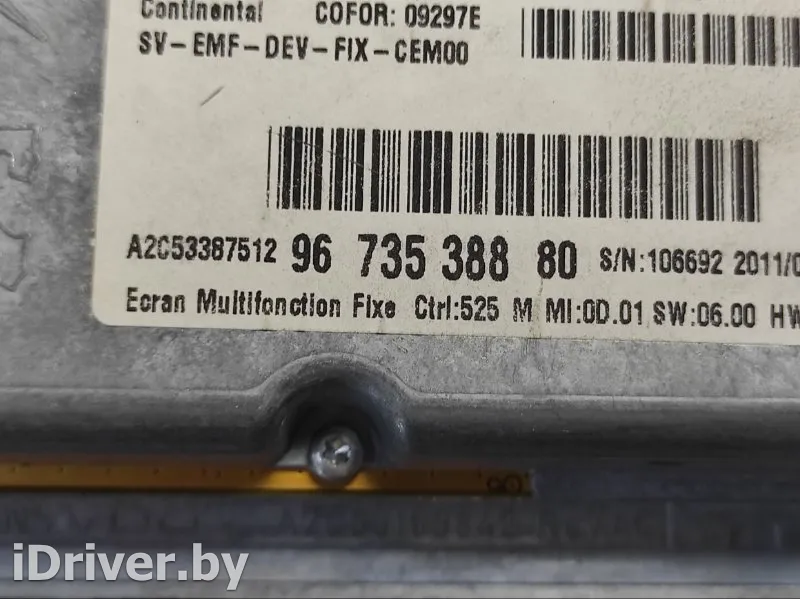 Continental COFOR: 09297E
SV-EMF-DEV-FIX-CEM00
A2C53387512 96 735 388 80 S/N:106692 2011/0
Ecran Multifonction Fixe Ctrl:525 M MI:0D.01 SW:06.00 HW
iDriver.by